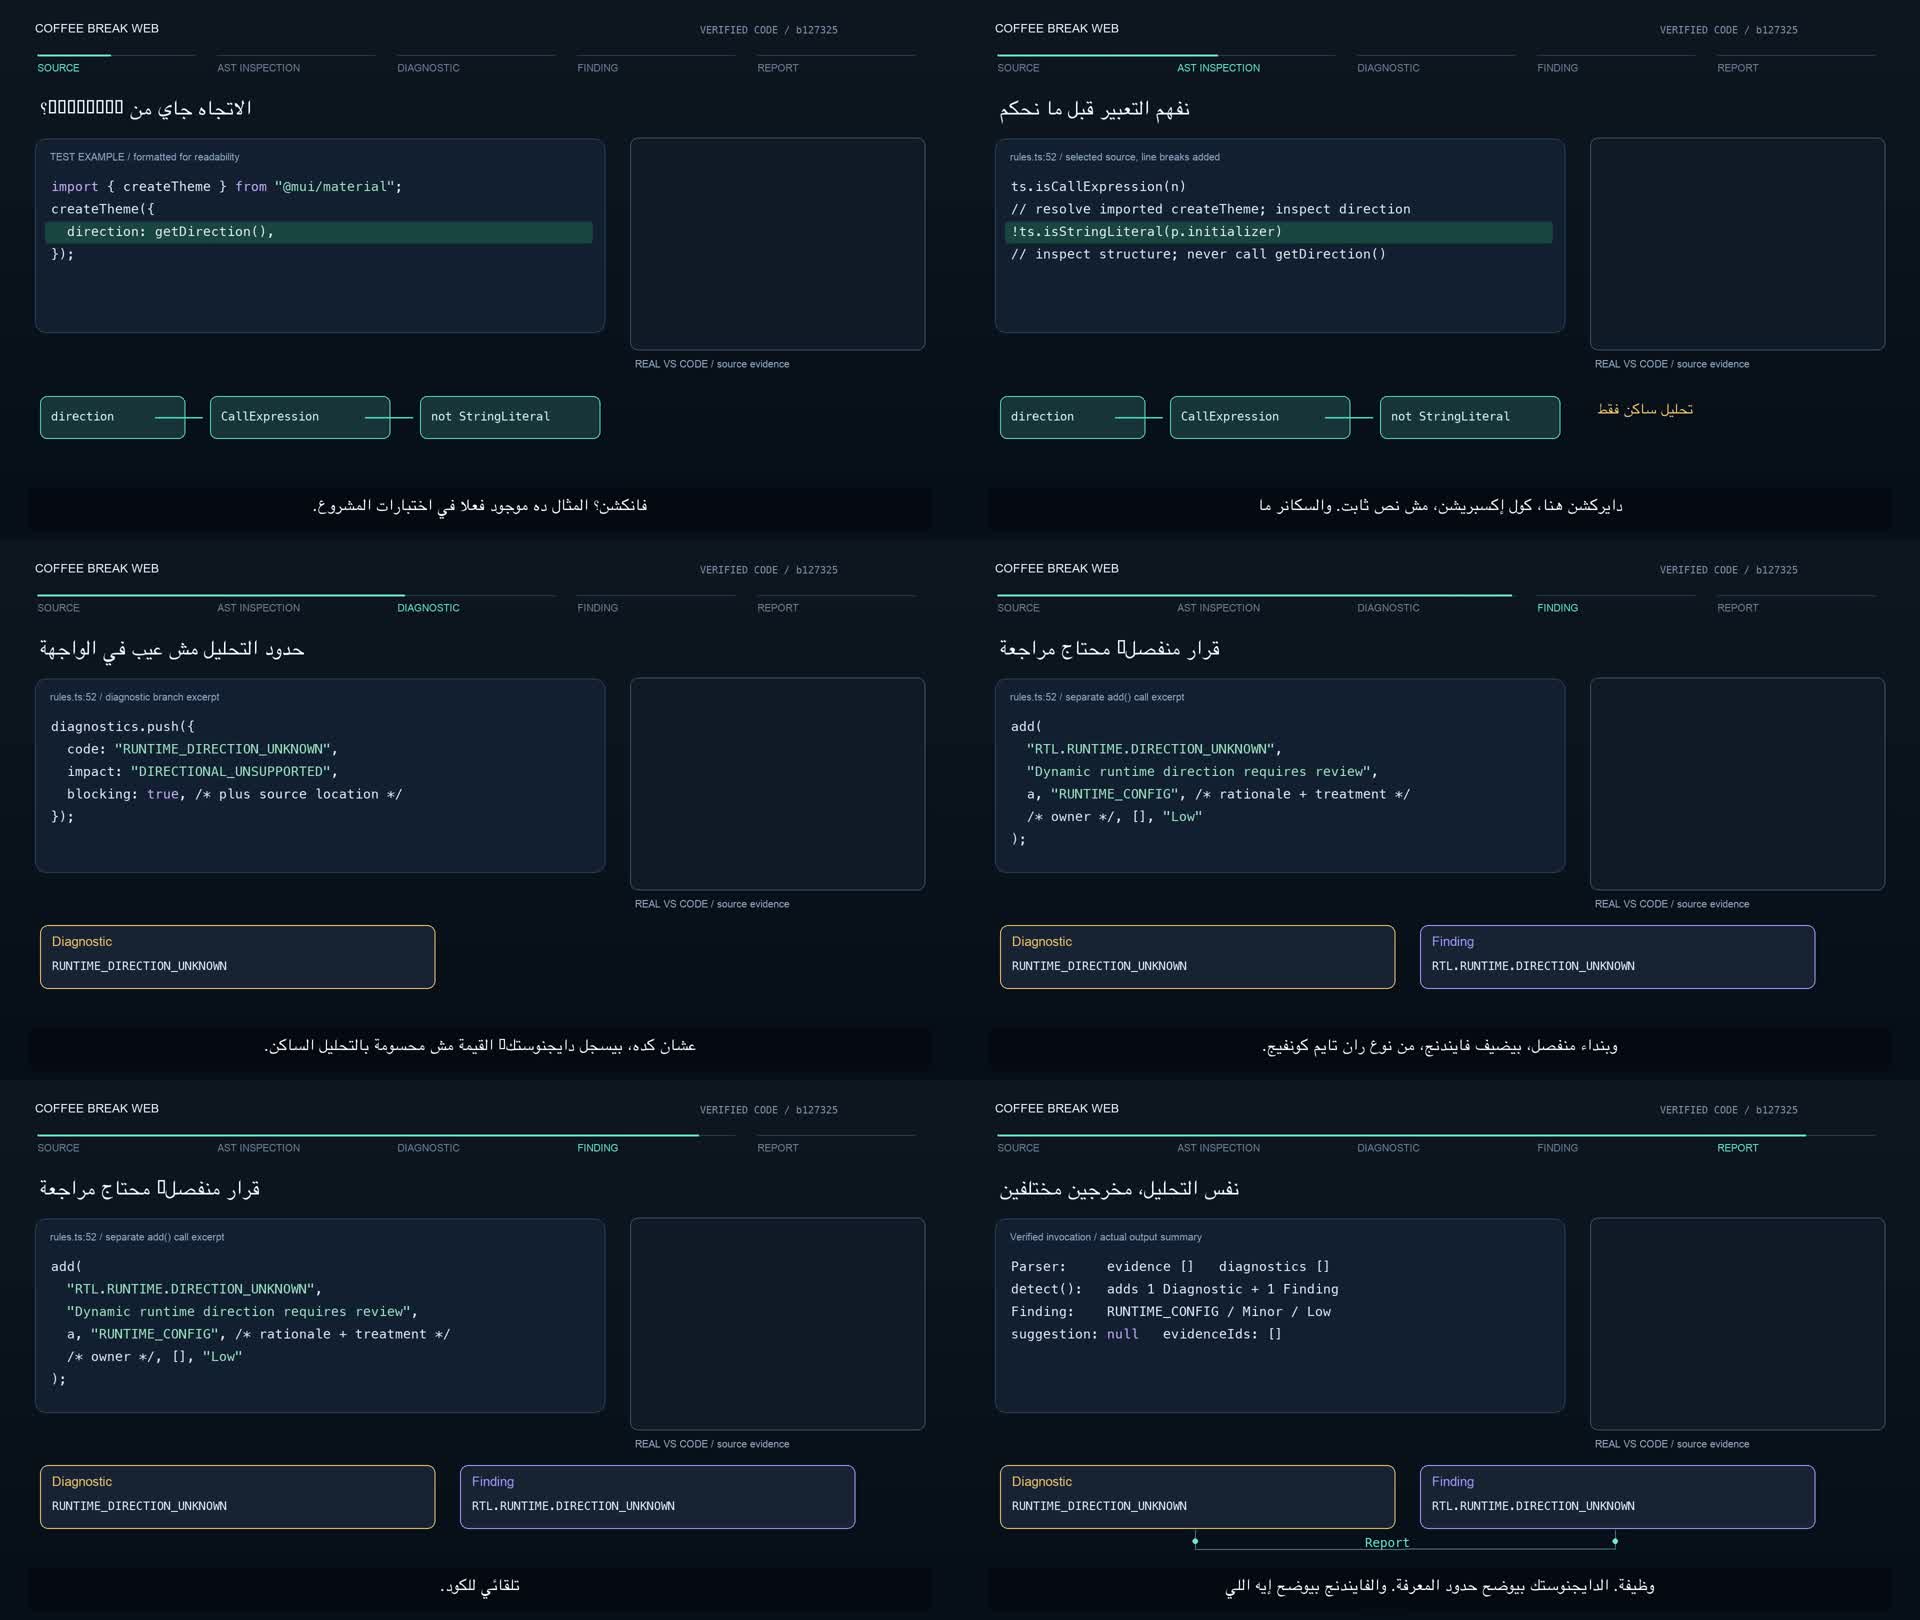 COFFEE BREAK WEB
VERIFIED CODE / b127325
SOURCE
AST INSPECTION
DIAGNOSTIC
FINDING
REPORT
الاتجاه جاي من ؟
TEST EXAMPLE / formatted for readability
import { createTheme } from "@mui/material";
createTheme({
direction: getDirection(),
});
REAL VS CODE / source evidence
direction
CallExpression
not StringLiteral
فانكشن؟ المثال ده موجود فعلا في اختبارات المشروع.
COFFEE BREAK WEB
VERIFIED CODE / b127325
SOURCE
AST INSPECTION
DIAGNOSTIC
FINDING
REPORT
نفهم التعبير قبل ما نحكم
rules.ts:52 / selected source, line breaks added
ts.isCallExpression(n)
// resolve imported createTheme; inspect direction
!ts.isStringLiteral(p.initializer)
// inspect structure; never call getDirection()
REAL VS CODE / source evidence
direction
CallExpression
not StringLiteral
تحليل ساكن فقط
دايركشن هنا، كول إكسبريشن، مش نص ثابت. والسكانر ما
COFFEE BREAK WEB
VERIFIED CODE / b127325
SOURCE
AST INSPECTION
DIAGNOSTIC
FINDING
REPORT
حدود التحليل مش عيب في الواجهة
rules.ts:52 / diagnostic branch excerpt
diagnostics.push({
code: "RUNTIME_DIRECTION_UNKNOWN",
impact: "DIRECTIONAL_UNSUPPORTED",
blocking: true, /* plus source location */
});
REAL VS CODE / source evidence
Diagnostic
RUNTIME_DIRECTION_UNKNOWN
عشان كده، بيسجل دايجنوستك القيمة مش محسومة بالتحليل الساكن.
COFFEE BREAK WEB
VERIFIED CODE / b127325
SOURCE
AST INSPECTION
DIAGNOSTIC
FINDING
REPORT
قرار منفصل محتاج مراجعة
rules.ts:52 / separate add() call excerpt
add(
"RTL.RUNTIME.DIRECTION_UNKNOWN",
"Dynamic runtime direction requires review",
a, "RUNTIME_CONFIG", /* rationale + treatment */
/* owner */, [], "Low"
);
REAL VS CODE / source evidence
Diagnostic
RUNTIME_DIRECTION_UNKNOWN
Finding
RTL.RUNTIME.DIRECTION_UNKNOWN
وبنداء منفصل، بيضيف فايندنج، من نوع ران تايم كونفيج.
COFFEE BREAK WEB
VERIFIED CODE / b127325
SOURCE
AST INSPECTION
DIAGNOSTIC
FINDING
REPORT
قرار منفصل محتاج مراجعة
rules.ts:52 / separate add() call excerpt
add(
"RTL.RUNTIME.DIRECTION_UNKNOWN",
"Dynamic runtime direction requires review",
a, "RUNTIME_CONFIG", /* rationale + treatment */
/* owner */, [], "Low"
);
REAL VS CODE / source evidence
Diagnostic
RUNTIME_DIRECTION_UNKNOWN
Finding
RTL.RUNTIME.DIRECTION_UNKNOWN
تلقائي للكود.
COFFEE BREAK WEB
VERIFIED CODE / b127325
SOURCE
AST INSPECTION
DIAGNOSTIC
FINDING
REPORT
نفس التحليل، مخرجين مختلفين
Verified invocation / actual output summary
Parser: evidence [] diagnostics []
detect(): adds 1 Diagnostic + 1 Finding
Finding: RUNTIME_CONFIG / Minor / Low
suggestion: null evidenceIds: []
REAL VS CODE / source evidence
Diagnostic
RUNTIME_DIRECTION_UNKNOWN
Finding
RTL.RUNTIME.DIRECTION_UNKNOWN
Report
وظيفة. الدايجنوستك بيوضح حدود المعرفة. والفايندنج بيوضح إيه اللي